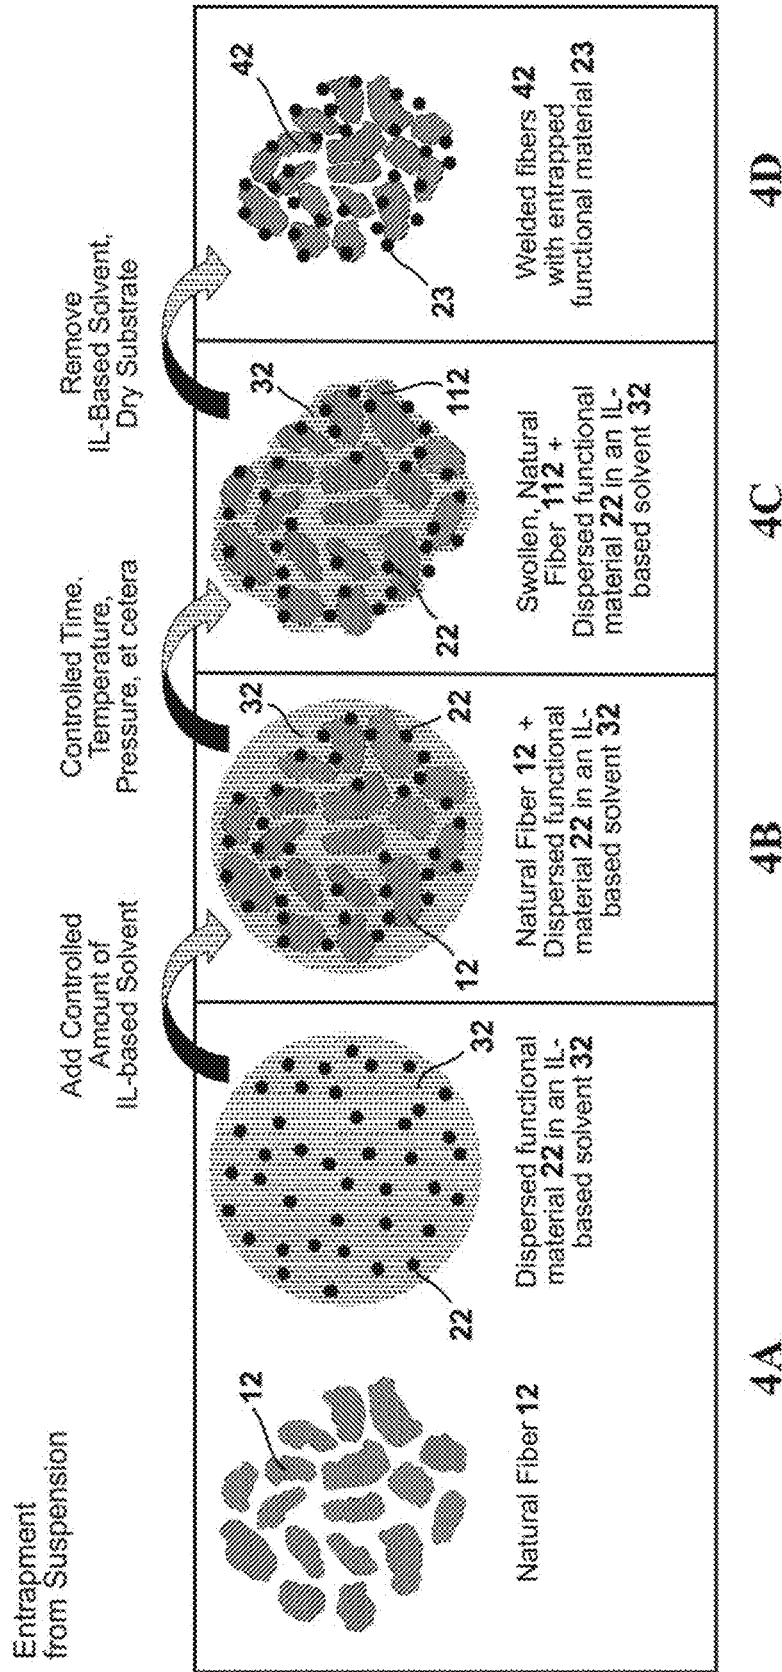 Entrapment
from Suspension
Add Controlled
Amount of
IL-based Solvent
Controlled Time,
Temperature,
Pressure, et cetera
Remove
IL-Based Solvent,
Dry Substrate
12
22
32
Natural Fiber 12
Dispersed functional
material 22 in an IL-
based solvent 32
4A
12
32
22
Natural Fiber 12 +
Dispersed functional
material 22 in an IL-
based solvent 32
4B
22
32
112
Swollen, Natural
Fiber 112 +
Dispersed functional
material 22 in an IL-
based solvent 32
4C
23
42
Welded fibers 42
with entrapped
functional material 23
4D